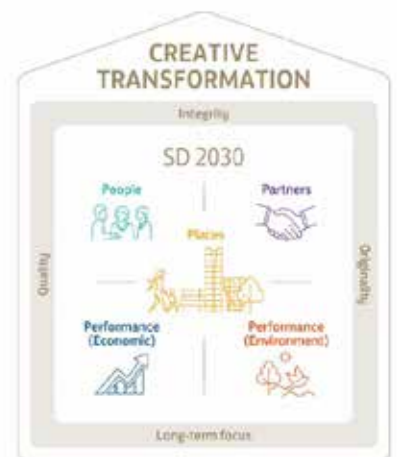 CREATIVE
TRANSFORMATION
Integrity
SD 2030
People
Partners
Places
Quality
Originality
Performance
(Economic)
Performance
(Environment)
Long-term focus